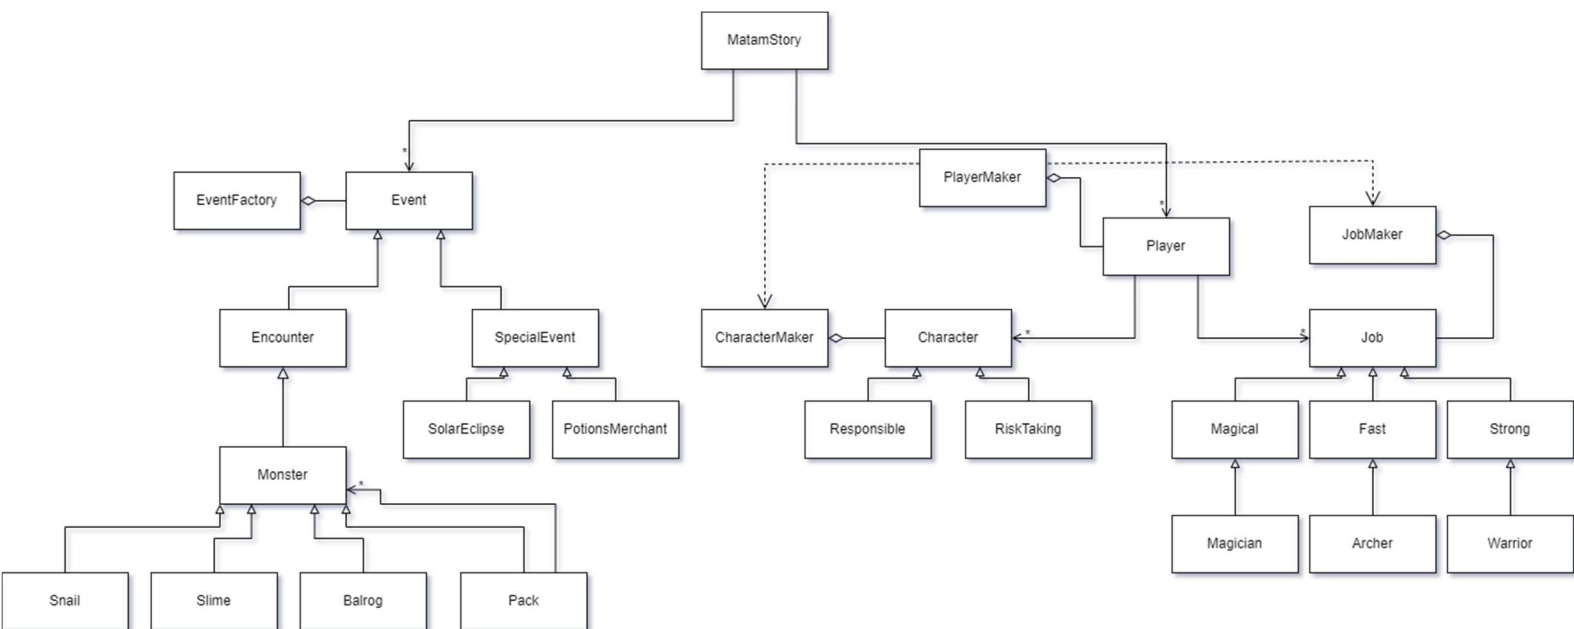 MatamStory
*
EventFactory
Event
PlayerMaker
*
Player
JobMaker
Encounter
SpecialEvent
CharacterMaker
Character
*
*
Job
SolarEclipse
PotionsMerchant
Responsible
RiskTaking
Magical
Fast
Strong
Monster
*
Magician
Archer
Warrior
Snail
Slime
Balrog
Pack